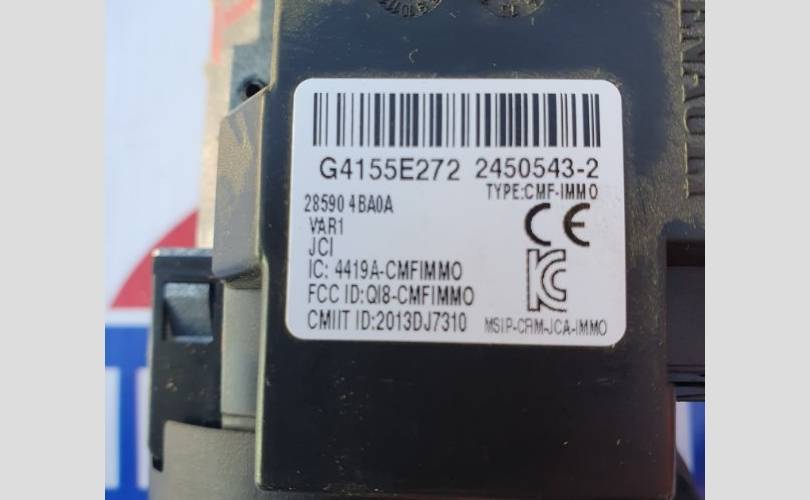 G4155E272 2450543-2
TYPE:CMF-IMMO
28590 4BA0A
VAR1
JCI
CE
IC: 4419A-CMFIMMO
FCC ID:QI8-CMFIMMO
CMIIT ID:2013DJ7310
MSIP-CRM-JCA-IMMO